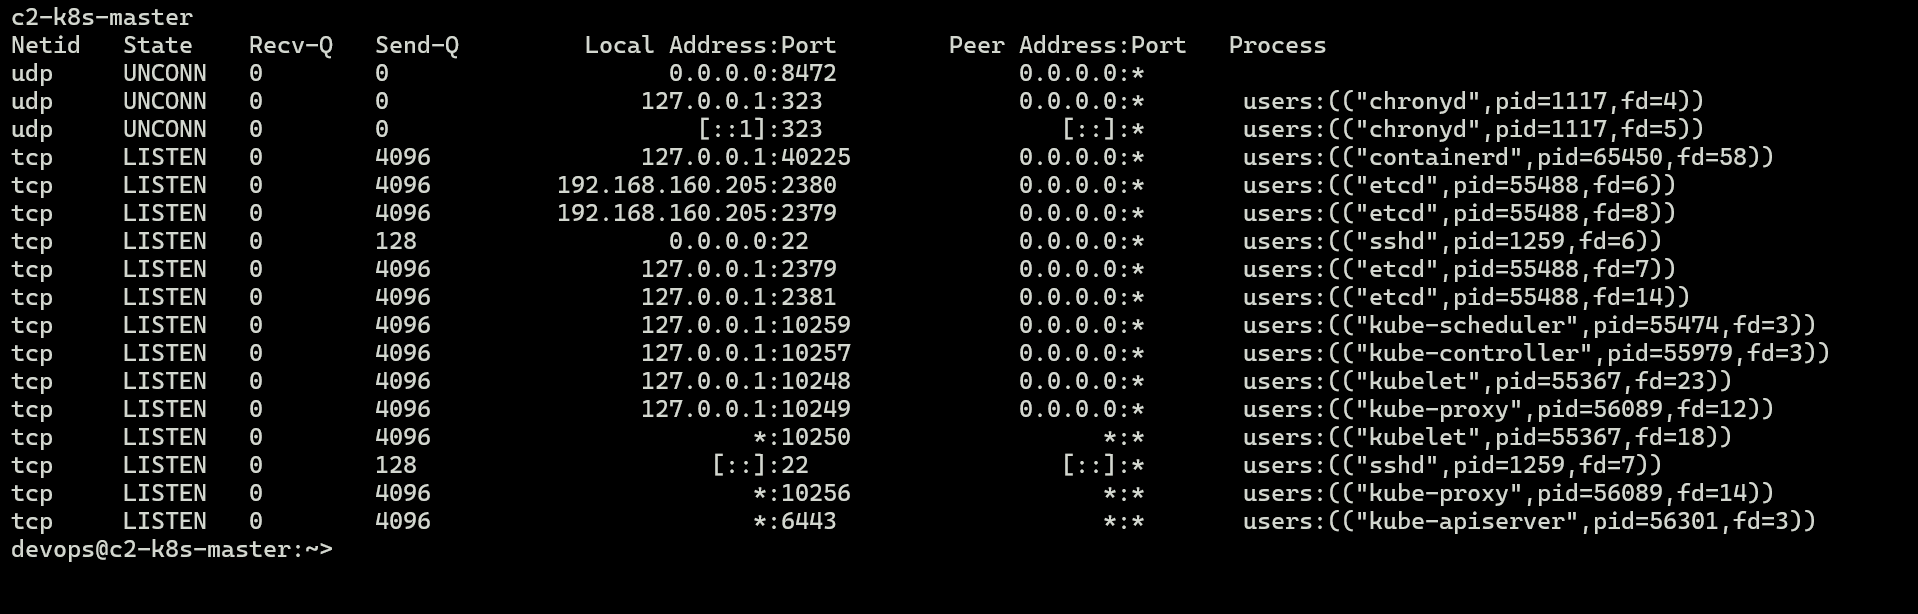 c2-k8s-master
Netid   State    Recv-Q   Send-Q         Local Address:Port        Peer Address:Port   Process
udp     UNCONN   0        0                    0.0.0.0:8472             0.0.0.0:*
udp     UNCONN   0        0                  127.0.0.1:323              0.0.0.0:*       users:(("chronyd",pid=1117,fd=4))
udp     UNCONN   0        0                      [::1]:323                 [::]:*       users:(("chronyd",pid=1117,fd=5))
tcp     LISTEN   0        4096               127.0.0.1:40225            0.0.0.0:*       users:(("containerd",pid=65450,fd=58))
tcp     LISTEN   0        4096         192.168.160.205:2380             0.0.0.0:*       users:(("etcd",pid=55488,fd=6))
tcp     LISTEN   0        4096         192.168.160.205:2379             0.0.0.0:*       users:(("etcd",pid=55488,fd=8))
tcp     LISTEN   0        128                  0.0.0.0:22               0.0.0.0:*       users:(("sshd",pid=1259,fd=6))
tcp     LISTEN   0        4096               127.0.0.1:2379             0.0.0.0:*       users:(("etcd",pid=55488,fd=7))
tcp     LISTEN   0        4096               127.0.0.1:2381             0.0.0.0:*       users:(("etcd",pid=55488,fd=14))
tcp     LISTEN   0        4096               127.0.0.1:10259            0.0.0.0:*       users:(("kube-scheduler",pid=55474,fd=3))
tcp     LISTEN   0        4096               127.0.0.1:10257            0.0.0.0:*       users:(("kube-controller",pid=55979,fd=3))
tcp     LISTEN   0        4096               127.0.0.1:10248            0.0.0.0:*       users:(("kubelet",pid=55367,fd=23))
tcp     LISTEN   0        4096               127.0.0.1:10249            0.0.0.0:*       users:(("kube-proxy",pid=56089,fd=12))
tcp     LISTEN   0        4096                       *:10250                  *:*       users:(("kubelet",pid=55367,fd=18))
tcp     LISTEN   0        128                     [::]:22                  [::]:*       users:(("sshd",pid=1259,fd=7))
tcp     LISTEN   0        4096                       *:10256                  *:*       users:(("kube-proxy",pid=56089,fd=14))
tcp     LISTEN   0        4096                       *:6443                   *:*       users:(("kube-apiserver",pid=56301,fd=3))
devops@c2-k8s-master:~>